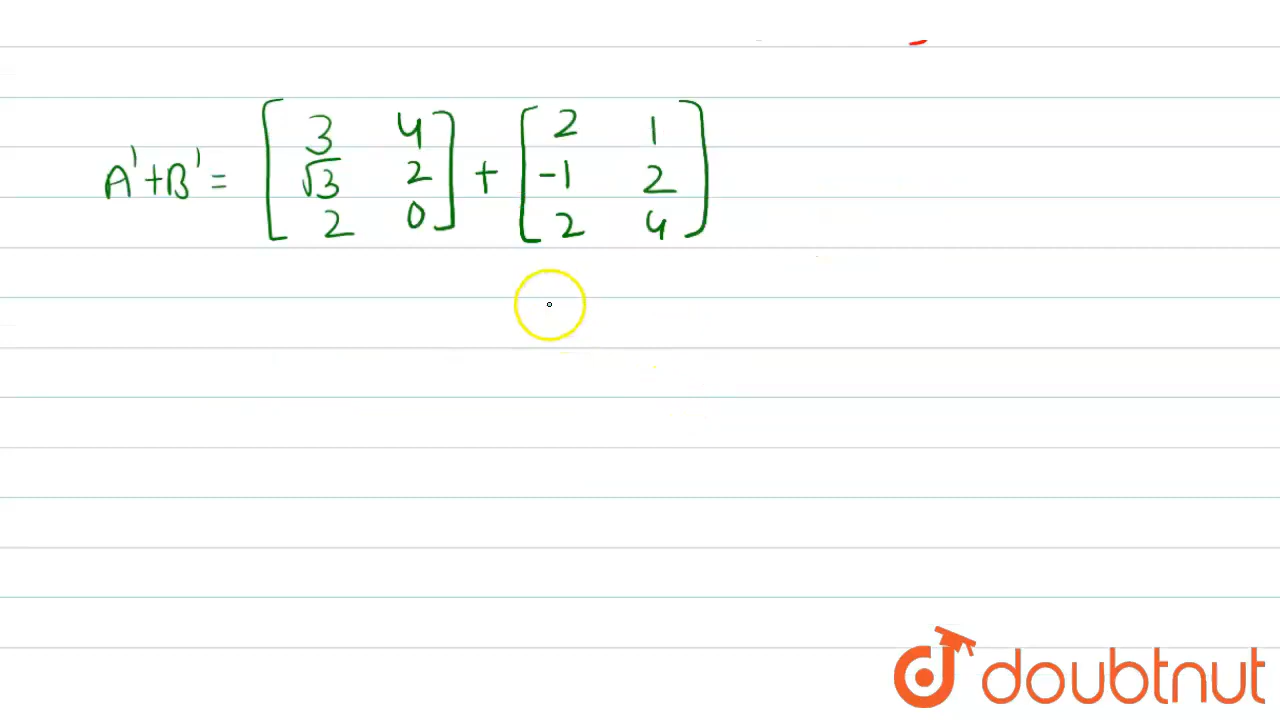 A'+B' = [3 4; √3 2; 2 0] + [2 1; -1 2; 2 4]
doubtnut